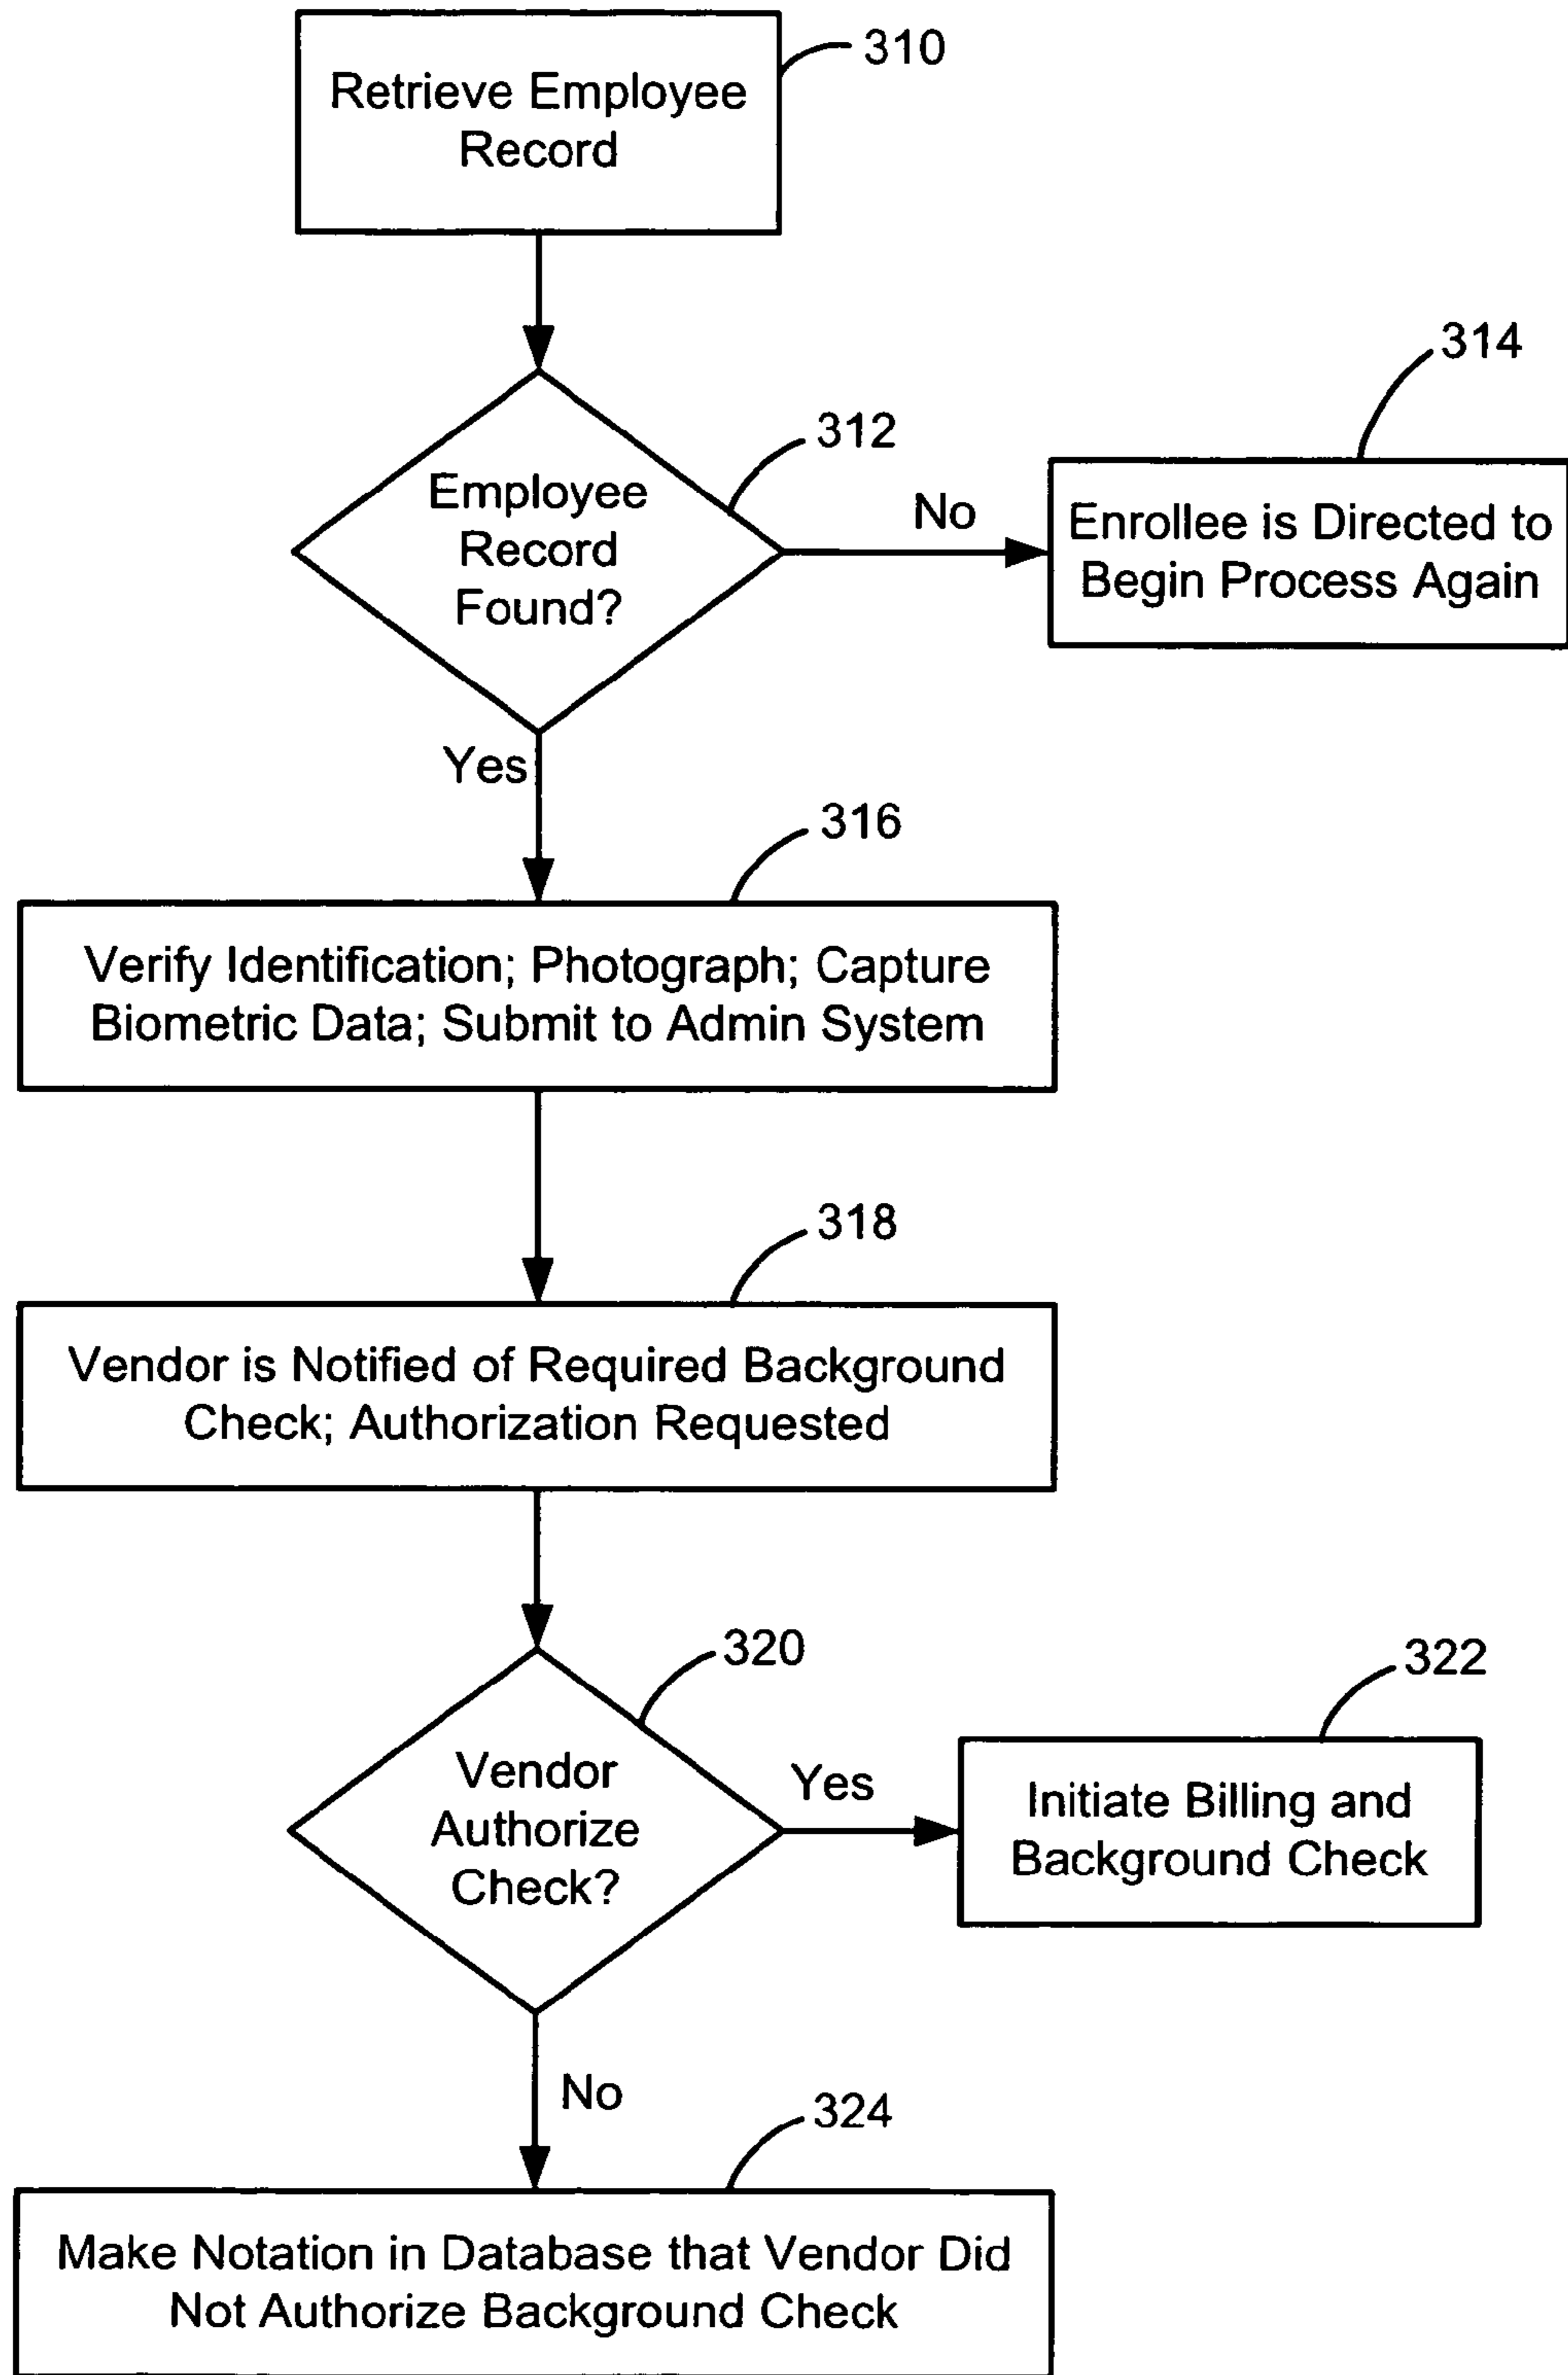 310
Retrieve Employee
Record
314
312
Employee
Record
Found?
No
Enrollee is Directed to
Begin Process Again
Yes
316
Verify Identification; Photograph; Capture
Biometric Data; Submit to Admin System
318
Vendor is Notified of Required Background
Check; Authorization Requested
320
322
Vendor
Authorize
Check?
Yes
Initiate Billing and
Background Check
No
324
Make Notation in Database that Vendor Did
Not Authorize Background Check